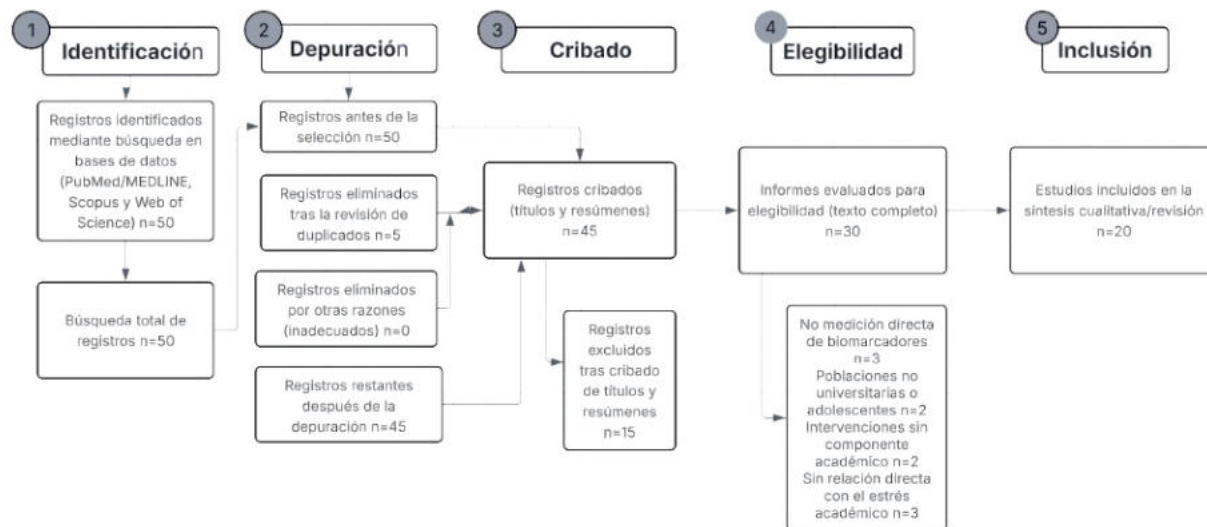 1
Identificación
Registros identificados
mediante búsqueda en
bases de datos
(PubMed/MEDLINE,
Scopus y Web of
Science) n=50
Búsqueda total de
registros n=50
2
Depuración
Registros antes de la
selección n=50
Registros eliminados
tras la revisión de
duplicados n=5
Registros eliminados
por otras razones
(inadecuados) n=0
Registros restantes
después de la
depuración n=45
3
Cribado
Registros cribados
(títulos y resúmenes)
n=45
Registros
excluidos
tras cribado
de títulos y
resúmenes
n=15
4
Elegibilidad
Informes evaluados para
elegibilidad (texto completo)
n=30
No medición directa
de biomarcadores
n=3
Poblaciones no
universitarias o
adolescentes n=2
Intervenciones sin
componente
académico n=2
Sin relación directa
con el estrés
académico n=3
5
Inclusión
Estudios incluidos en la
síntesis cualitativa/revisión
n=20